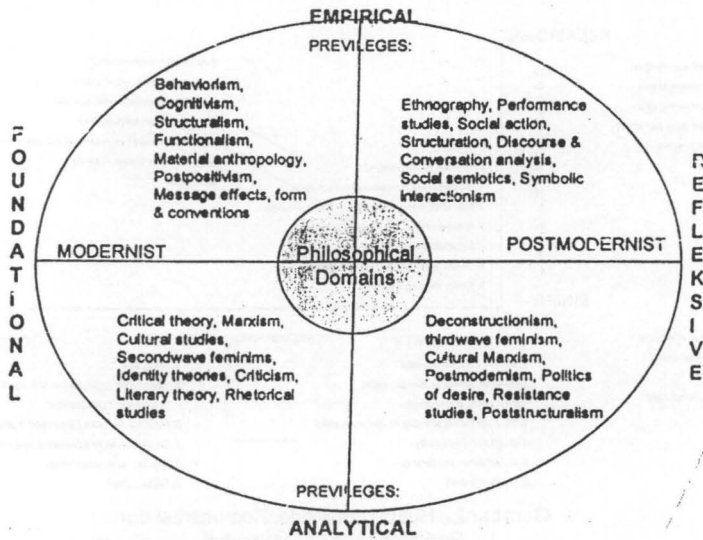 EMPIRICAL
PREVILEGES:
Behaviorism,
Cognitivism,
Structuralism,
Functionalism,
Material anthropology,
Postpositivism,
Message effects, form
& conventions
Ethnography, Performance
studies, Social action,
Structuration, Discourse &
Conversation analysis,
Social semiotics, Symbolic
interactionism
FOUNDATIONAL
MODERNIST
Philosophical
Domains
POSTMODERNIST
REFLEKSIVE
Critical theory, Marxism,
Cultural studies,
Secondwave feminims,
Identity theories, Criticism,
Literary theory, Rhetorical
studies
Deconstructionism,
thirdwave feminism,
Cultural Marxism,
Postmodernism, Politics
of desire, Resistance
studies, Poststructuralism
PREVILEGES:
ANALYTICAL